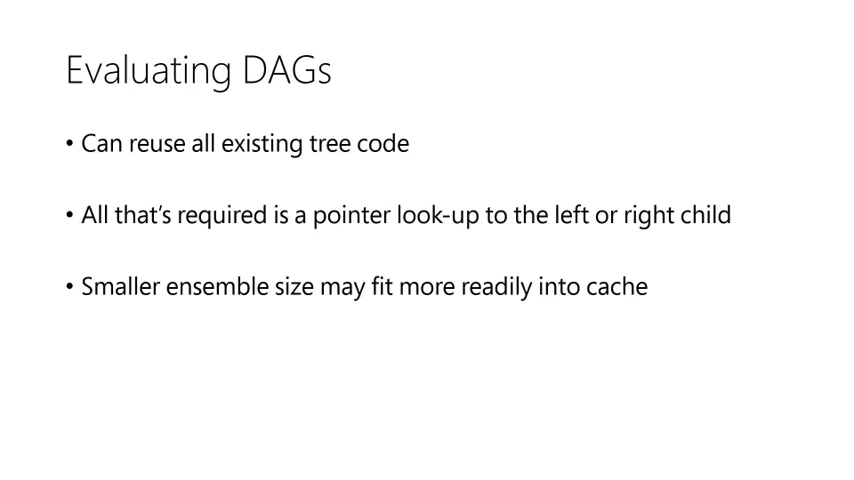 Evaluating DAGs
• Can reuse all existing tree code
• All that’s required is a pointer look-up to the left or right child
• Smaller ensemble size may fit more readily into cache